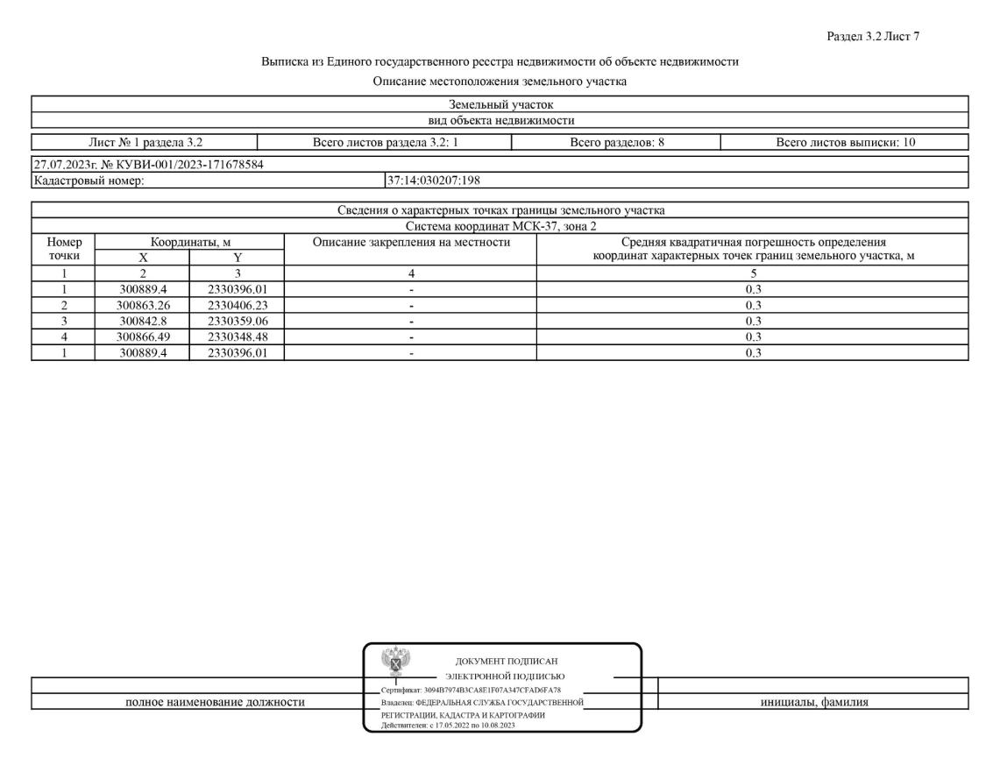 Раздел 3.2 Лист 7
Выписка из Единого государственного реестра недвижимости об объекте недвижимости
Описание местоположения земельного участка
Земельный участок
вид объекта недвижимости
Лист № 1 раздела 3.2 Всего листов раздела 3.2: 1 Всего разделов: 8 Всего листов выписки: 10
27.07.2023г. № КУВИ-001/2023-171678584
Кадастровый номер: 37:14:030207:198
Сведения о характерных точках границы земельного участка
Система координат МСК-37, зона 2
Номер Координаты, м Описание закрепления на местности Средняя квадратичная погрешность определения
точки X Y координат характерных точек границ земельного участка, м
1 2 3 4 5
1 300889.4 2330396.01 - 0.3
2 300863.26 2330406.23 - 0.3
3 300842.8 2330359.06 - 0.3
4 300866.49 2330348.48 - 0.3
1 300889.4 2330396.01 - 0.3
ДОКУМЕНТ ПОДПИСАН
ЭЛЕКТРОННОЙ ПОДПИСЬЮ
Сертификат: 3094B7974B3CA8E1F07A347CFAD6FA78
полное наименование должности Владелец: ФЕДЕРАЛЬНАЯ СЛУЖБА ГОСУДАРСТВЕННОЙ инициалы, фамилия
РЕГИСТРАЦИИ, КАДАСТРА И КАРТОГРАФИИ
Действителен: с 17.05.2022 по 10.08.2023